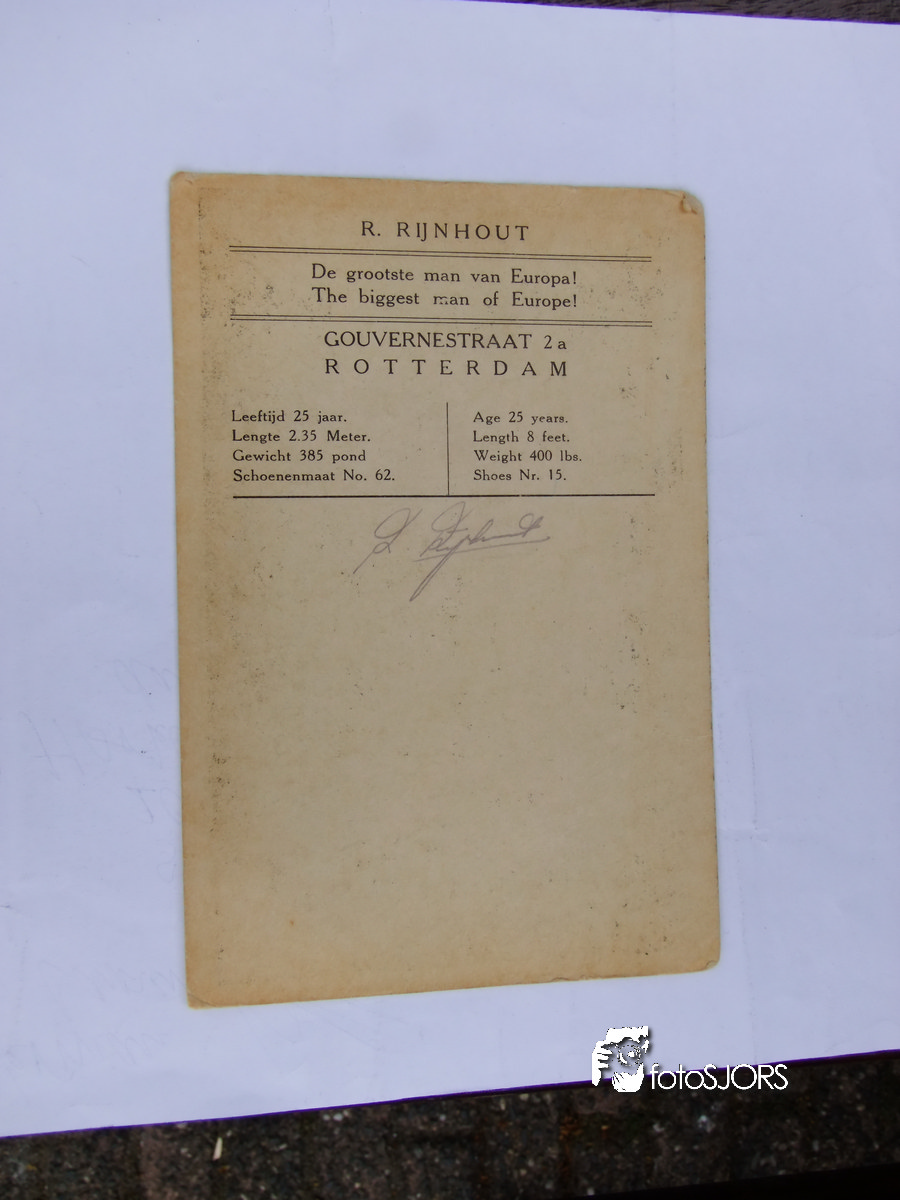 R. RIJNHOUT
De grootste man van Europa!
The biggest man of Europe!
GOUVERNESTRAAT 2a
ROTTERDAM
Leeftijd 25 jaar.
Lengte 2.35 Meter.
Gewicht 385 pond
Schoenenmaat No. 62.
Age 25 years.
Length 8 feet.
Weight 400 lbs.
Shoes Nr. 15.
fotoSJORS